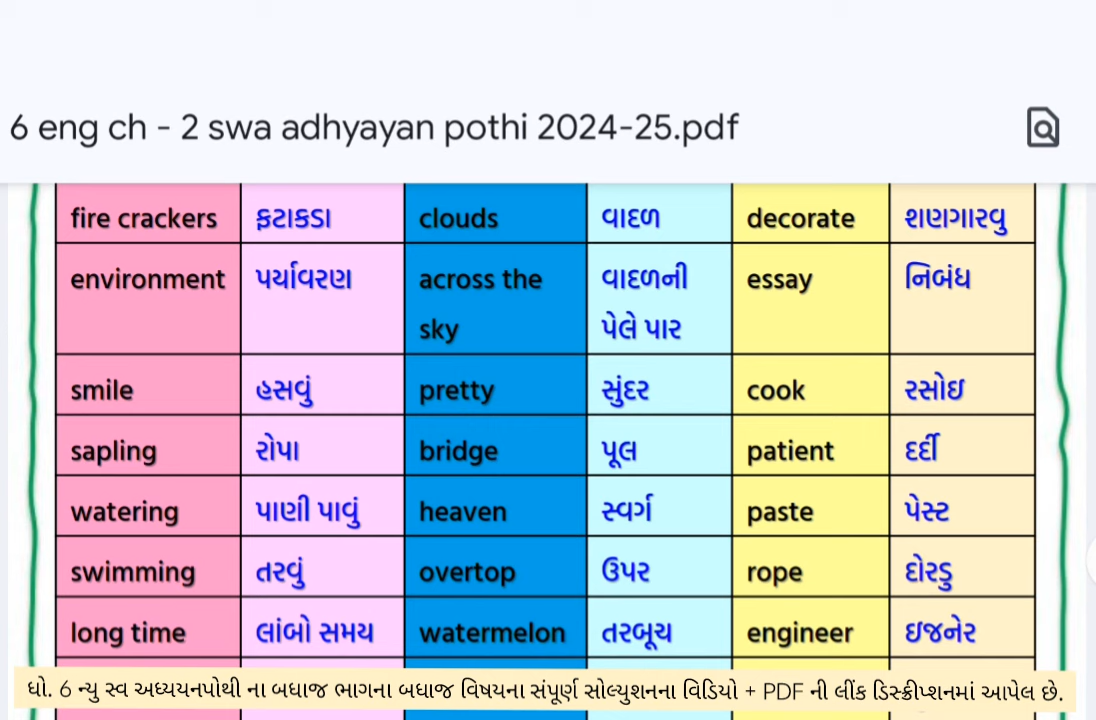 6 eng ch - 2 swa adhyayan pothi 2024-25.pdf
fire crackers ફટાકડા clouds વાદળ decorate શણગારવુ
environment પર્યાવરણ across the વાદળની essay નિબંધ
sky પેલે પાર
smile હસવું pretty સુંદર cook રસોઇ
sapling રોપા bridge પૂલ patient દર્દી
watering પાણી પાવું heaven સ્વર્ગ paste પેસ્ટ
swimming તરવું overtop ઉપર rope દોરડુ
long time લાંબો સમય watermelon તરબૂચ engineer ઇજનેર
ધો. 6 ન્યુ સ્વ અધ્યયનપોથી ના બધાજ ભાગના બધાજ વિષયના સંપૂર્ણ સોલ્યુશનના વિડિયો + PDF ની લીંક ડિસ્ક્રીપ્શનમાં આપેલ છે.